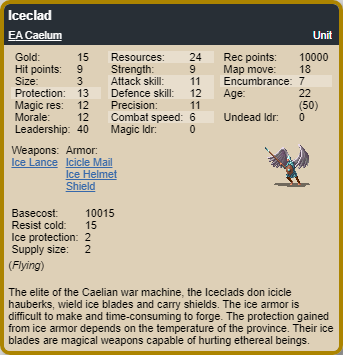 Iceclad
EA Caelum Unit
Gold: 15 Resources: 24 Rec points: 10000
Hit points: 9 Strength: 9 Map move: 18
Size: 3 Attack skill: 11 Encumbrance: 7
Protection: 13 Defence skill: 12 Age: 22
Magic res: 12 Precision: 11 (50)
Morale: 12 Combat speed: 6 Undead ldr: 0
Leadership: 40 Magic ldr: 0
Weapons: Armor:
Ice Lance Icicle Mail
Ice Helmet
Shield
Basecost: 10015
Resist cold: 15
Ice protection: 2
Supply size: 2
(Flying)
The elite of the Caelian war machine, the Iceclads don icicle
hauberks, wield ice blades and carry shields. The ice armor is
difficult to make and time-consuming to forge. The protection gained
from ice armor depends on the temperature of the province. Their ice
blades are magical weapons capable of hurting ethereal beings.